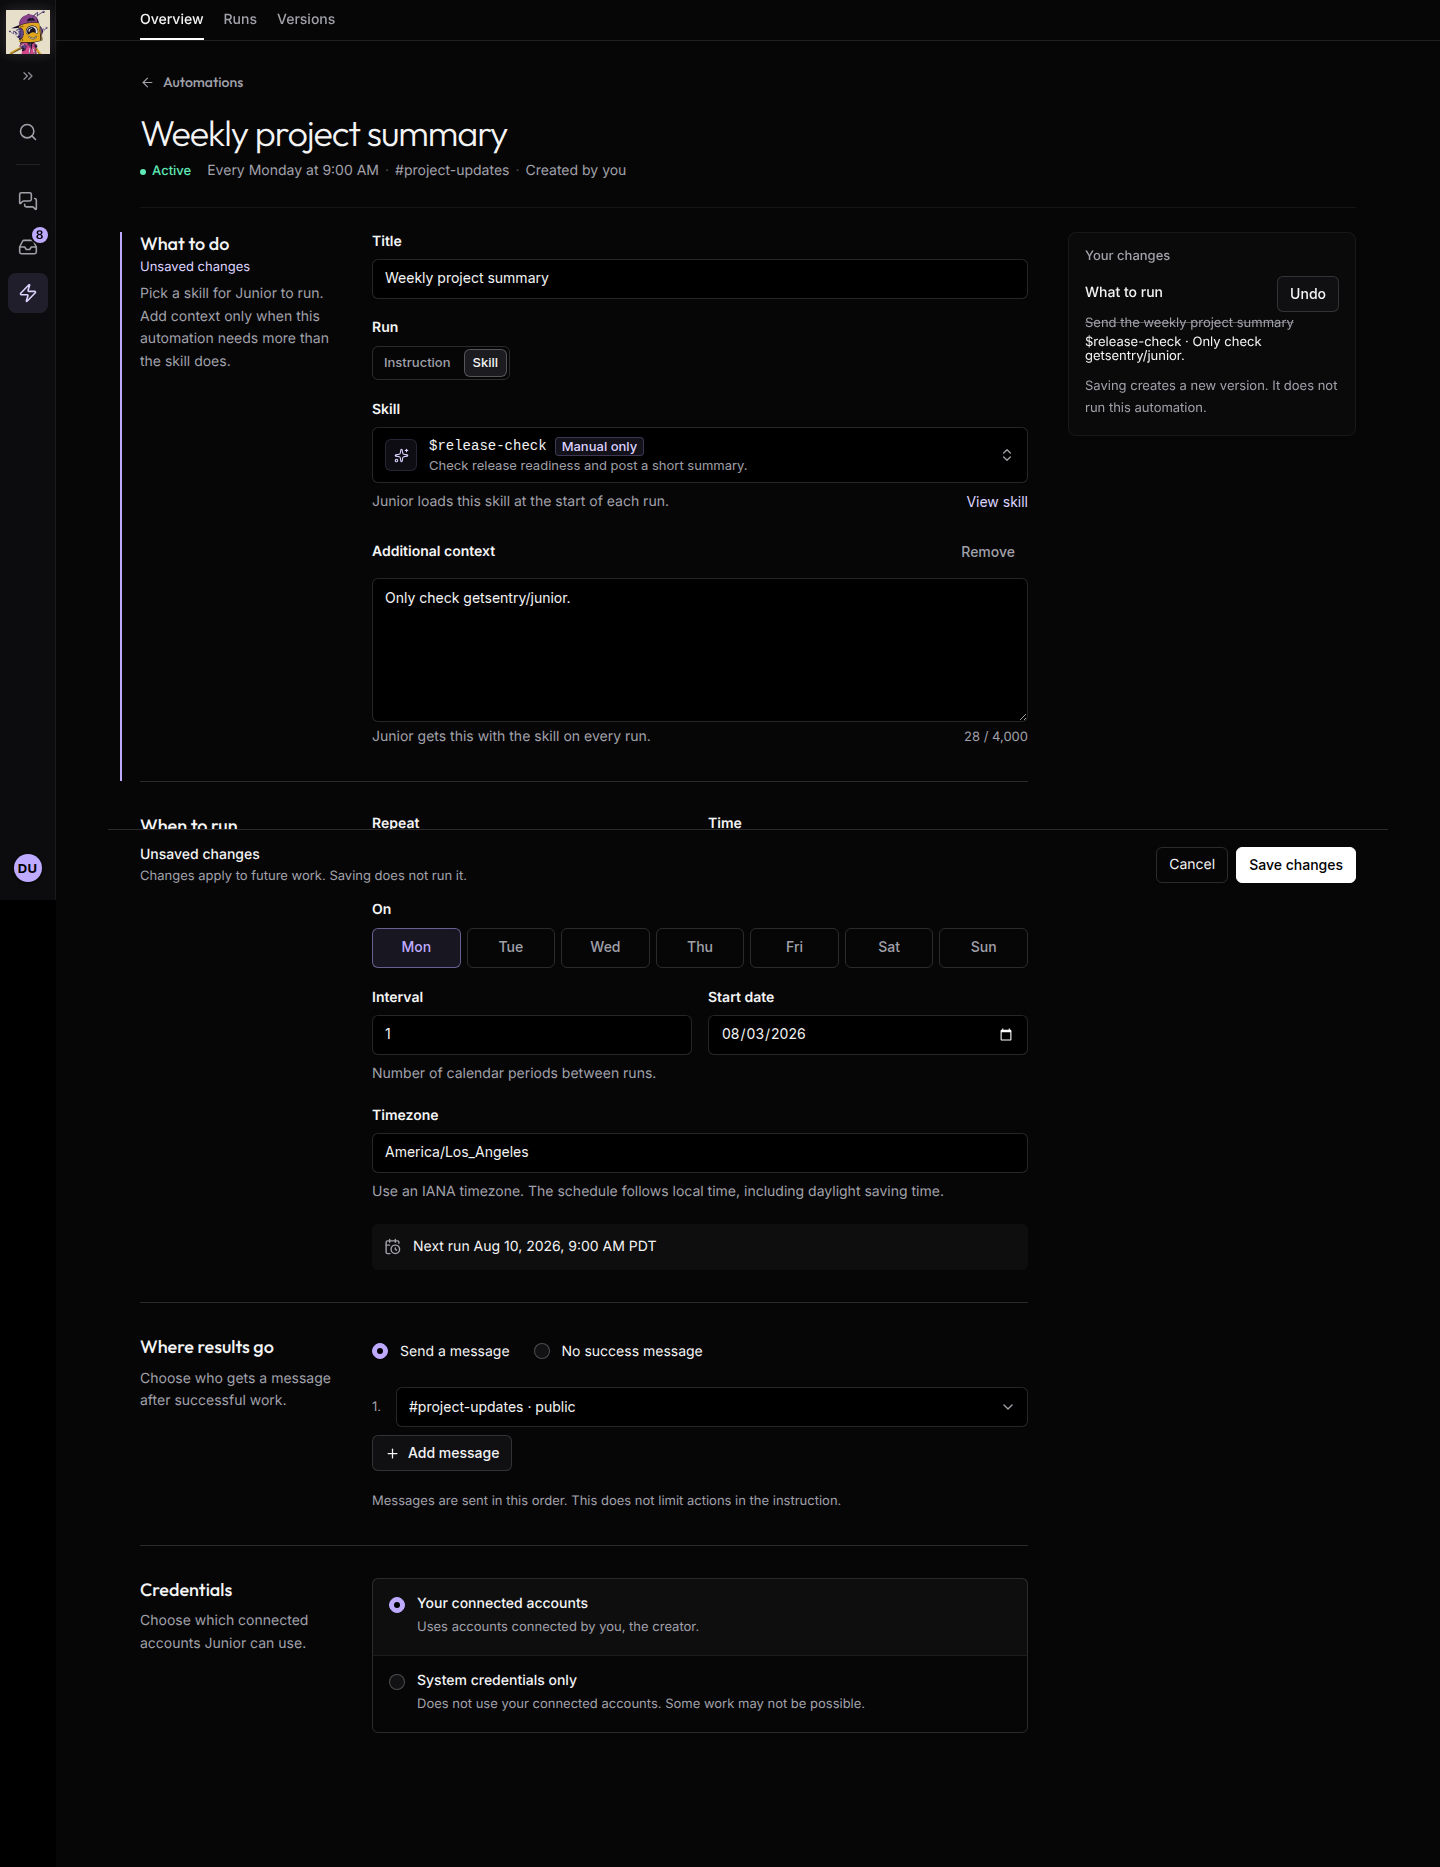 Overview Runs Versions
Automations
Weekly project summary
Active Every Monday at 9:00 AM · #project-updates · Created by you
8
What to do
Unsaved changes
Pick a skill for Junior to run.
Add context only when this
automation needs more than
the skill does.
Title
Weekly project summary
Run
Instruction Skill
Skill
$release-check Manual only
Check release readiness and post a short summary.
Junior loads this skill at the start of each run. View skill
Additional context Remove
Only check getsentry/junior.
Junior gets this with the skill on every run. 28 / 4,000
Your changes
What to run Undo
Send the weekly project summary
$release-check · Only check
getsentry/junior.
Saving creates a new version. It does not
run this automation.
When to run Repeat Time
DU
Unsaved changes
Changes apply to future work. Saving does not run it.
Cancel Save changes
On
Mon Tue Wed Thu Fri Sat Sun
Interval Start date
1 08/03/2026
Number of calendar periods between runs.
Timezone
America/Los_Angeles
Use an IANA timezone. The schedule follows local time, including daylight saving time.
Next run Aug 10, 2026, 9:00 AM PDT
Where results go
Choose who gets a message
after successful work.
Send a message No success message
1. #project-updates · public
Add message
Messages are sent in this order. This does not limit actions in the instruction.
Credentials
Choose which connected
accounts Junior can use.
Your connected accounts
Uses accounts connected by you, the creator.
System credentials only
Does not use your connected accounts. Some work may not be possible.